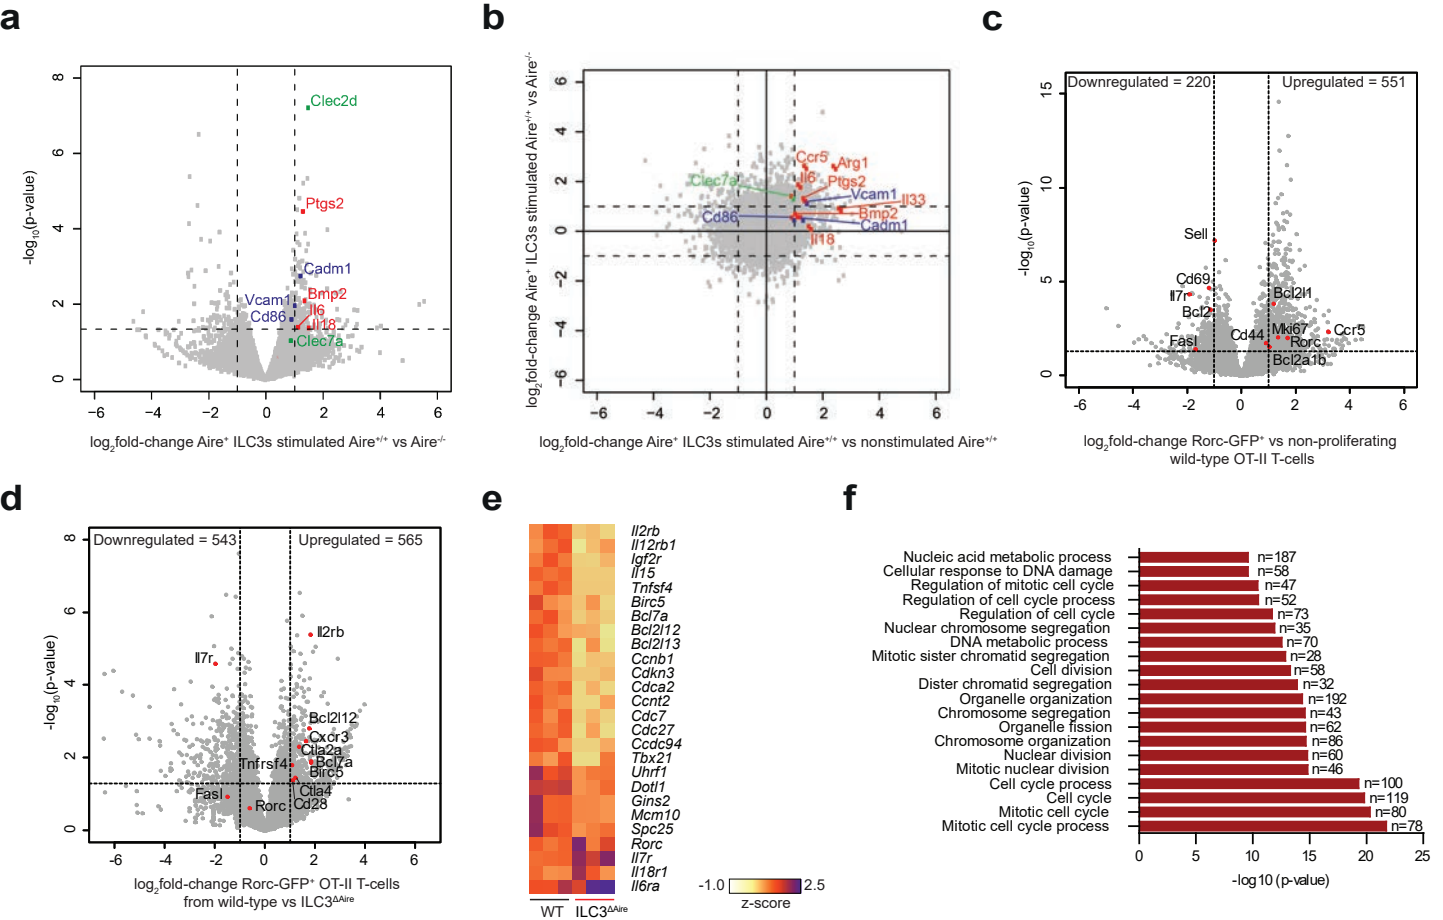 a
b
c
8
6
4
2
0
-log10(p-value)
Clec2d
Ptgs2
Cadm1
Bmp2
Vcam1
Il6
Cd86
Il18
Clec7a
−6 −4 −2 0 2 4 6
log2fold-change Aire+ ILC3s stimulated Aire+/+ vs Aire-/-
log2fold-change Aire+ ILC3s stimulated Aire+/+ vs Aire-/-
6
4
2
0
−2
−4
−6
Ccr5
Arg1
Il6
Clec7a
Ptgs2
Vcam1
Il33
Cd86
Bmp2
Cadm1
Il18
−6 −4 −2 0 2 4 6
log2fold-change Aire+ ILC3s stimulated Aire+/+ vs nonstimulated Aire+/+
Downregulated = 220
Upregulated = 551
15
10
5
0
-log10(p-value)
Sell
Cd69
Il7r
Bcl2
Bcl2l1
Cd44
Mki67
Ccr5
Fasl
Rorc
Bcl2a1b
-6 -4 -2 0 2 4 6
log2fold-change Rorc-GFP+ vs non-proliferating
wild-type OT-II T-cells
d
e
f
Downregulated = 543
Upregulated = 565
8
6
4
2
0
-log10(p-value)
Il2rb
Il7r
Bcl2l12
Cxcr3
Ctla2a
Tnfrsf4
Bcl7a
Birc5
Fasl
Ctla4
Rorc
Cd28
-6 -4 -2 0 2 4 6
log2fold-change Rorc-GFP+ OT-II T-cells
from wild-type vs ILC3ΔAire
Il2rb
Il12rb1
Igf2r
Il15
Tnfsf4
Birc5
Bcl7a
Bcl2l12
Bcl2l13
Ccnb1
Cdkn3
Cdca2
Ccnt2
Cdc7
Cdc27
Ccdc94
Tbx21
Uhrf1
Dotl1
Gins2
Mcm10
Spc25
Rorc
Il7r
Il18r1
Il6ra
WT ILC3ΔAire
-1.0 2.5
z-score
Nucleic acid metabolic process n=187
Cellular response to DNA damage n=58
Regulation of mitotic cell cycle n=47
Regulation of cell cycle process n=52
Regulation of cell cycle n=73
Nuclear chromosome segregation n=35
DNA metabolic process n=70
Mitotic sister chromatid segregation n=28
Cell division n=58
Dister chromatid segregation n=32
Organelle organization n=192
Chromosome segregation n=43
Organelle fission n=62
Chromosome organization n=86
Nuclear division n=60
Mitotic nuclear division n=46
Cell cycle process n=100
Cell cycle n=119
Mitotic cell cycle n=80
Mitotic cell cycle process n=78
0 5 10 15 20 25
-log10 (p-value)